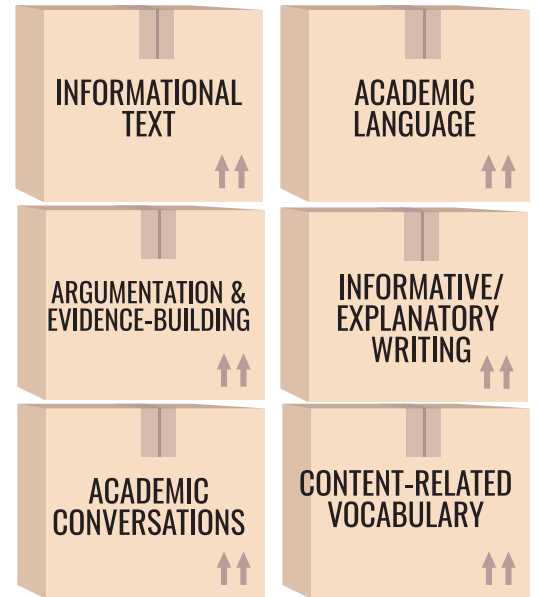 INFORMATIONAL
TEXT
ACADEMIC
LANGUAGE
ARGUMENTATION &
EVIDENCE-BUILDING
INFORMATIVE/
EXPLANATORY
WRITING
ACADEMIC
CONVERSATIONS
CONTENT-RELATED
VOCABULARY